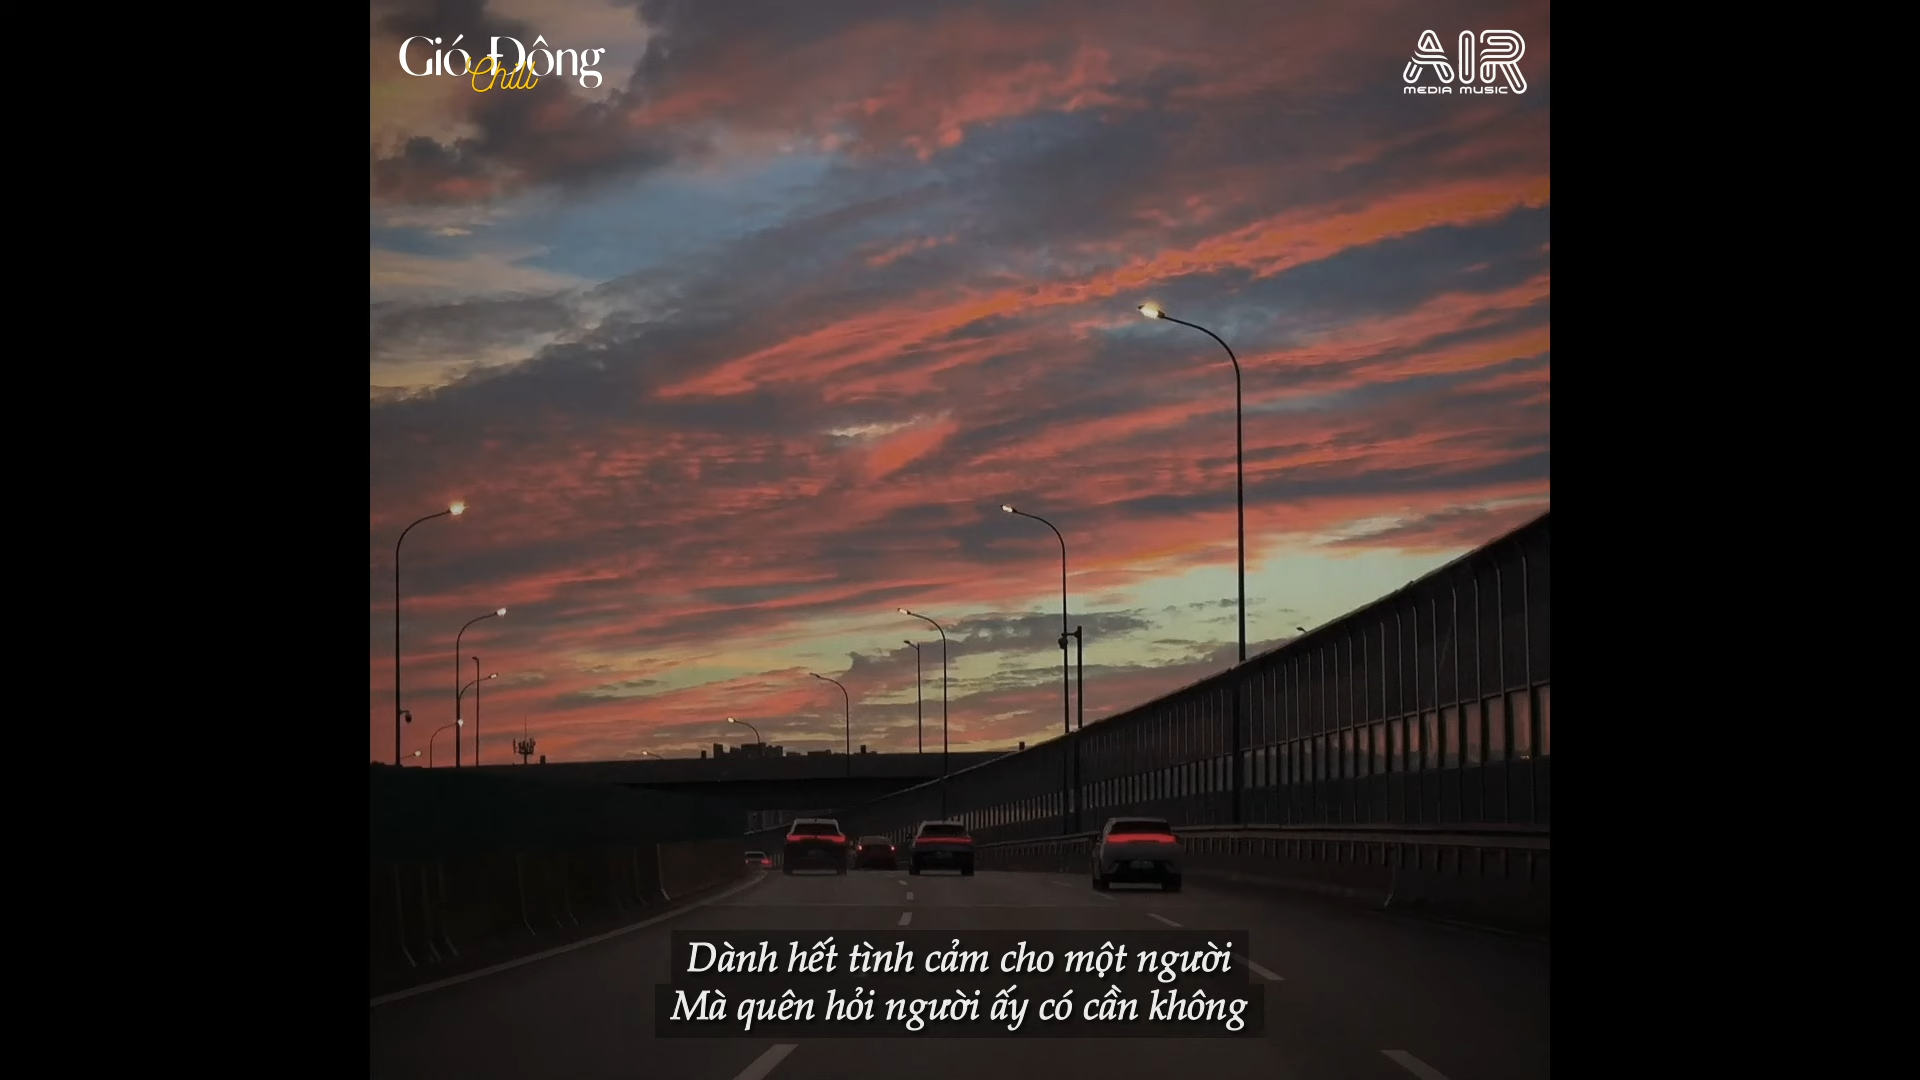 Gió Đông
Chill
AIR
MEDIA MUSIC
Dành hết tình cảm cho một người
Mà quên hỏi người ấy có cần không